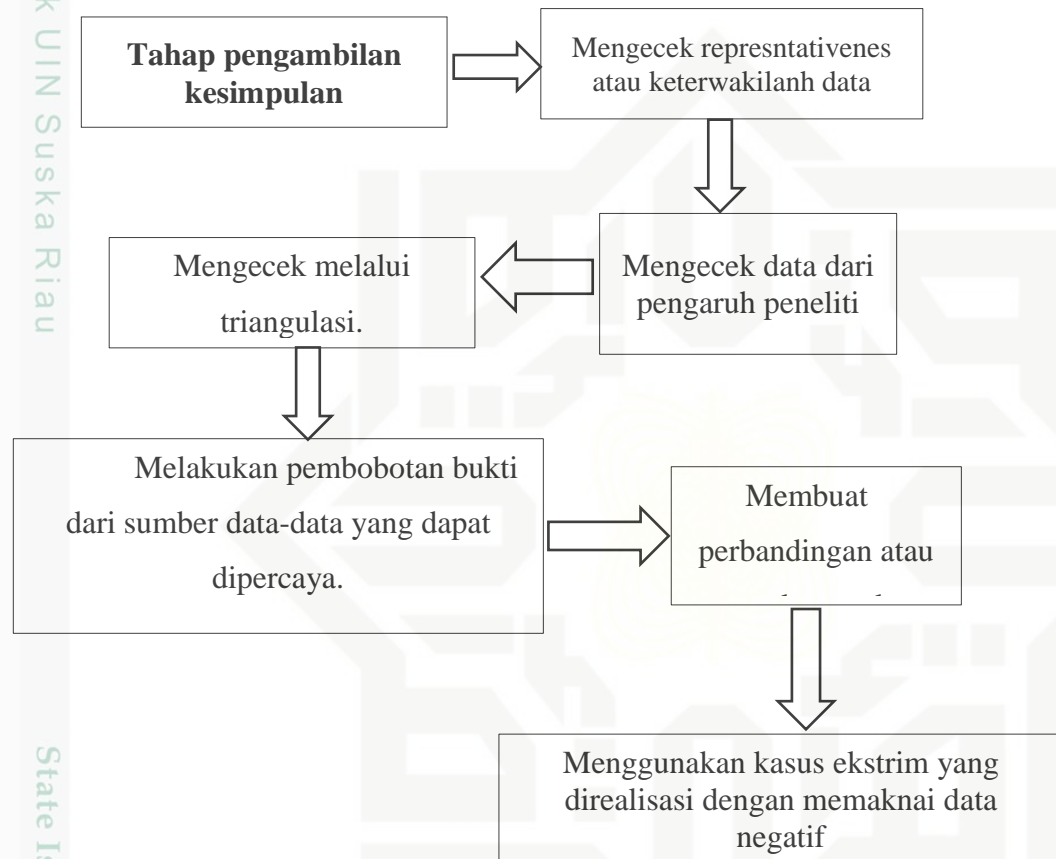 Tahap pengambilan
kesimpulan
Mengecek represntativenes
atau keterwakilanh data
Mengecek data dari
pengaruh peneliti
Mengecek melalui
triangulasi.
Melakukan pembobotan bukti
dari sumber data-data yang dapat
dipercaya.
Membuat
perbandingan atau
Menggunakan kasus ekstrim yang
direalisasi dengan memaknai data
negatif
k UIN Suska Riau
State Is